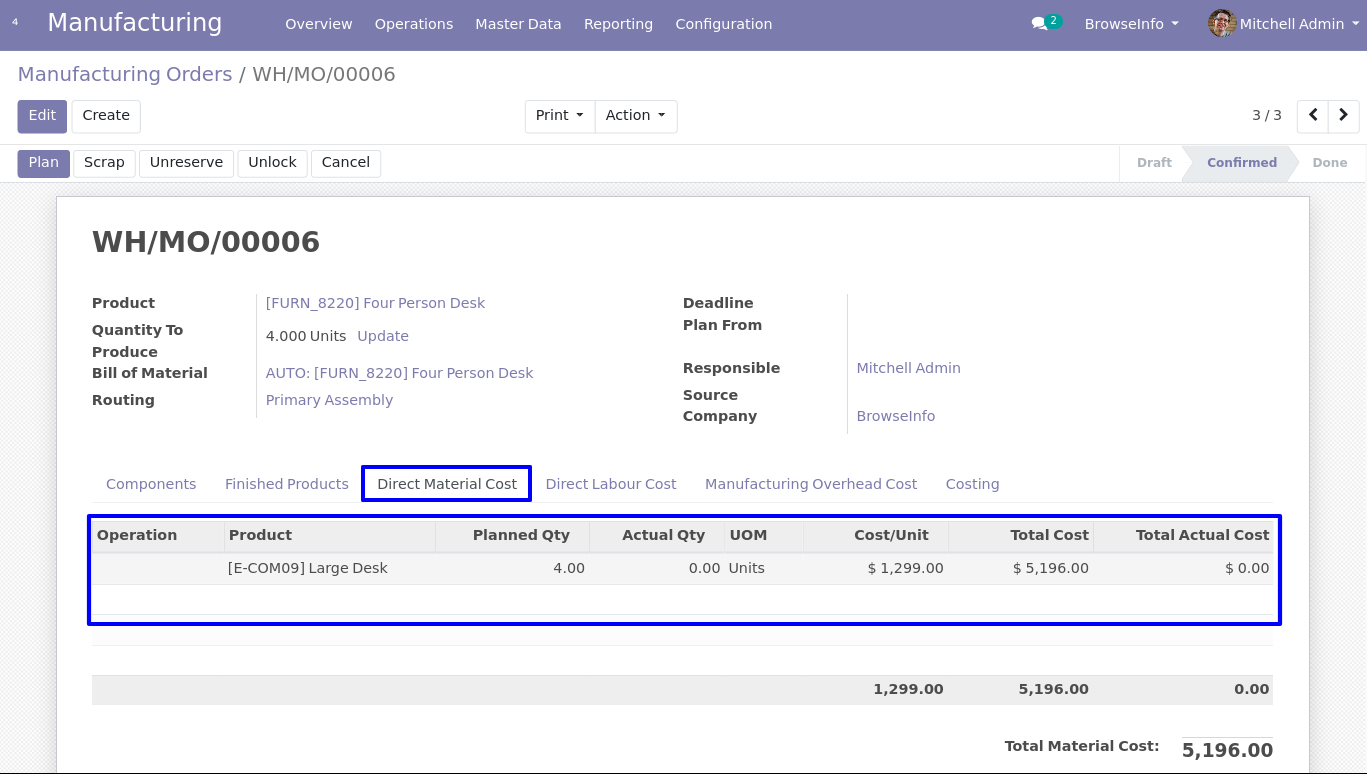 4 Manufacturing Overview Operations Master Data Reporting Configuration 2 BrowseInfo Mitchell Admin
Manufacturing Orders / WH/MO/00006
Edit Create Print Action 3 / 3
Plan Scrap Unreserve Unlock Cancel Draft Confirmed Done
WH/MO/00006
Product [FURN_8220] Four Person Desk
Quantity To Produce 4.000 Units Update
Bill of Material AUTO: [FURN_8220] Four Person Desk
Routing Primary Assembly
Deadline
Plan From
Responsible Mitchell Admin
Source
Company BrowseInfo
Components Finished Products Direct Material Cost Direct Labour Cost Manufacturing Overhead Cost Costing
Operation Product Planned Qty Actual Qty UOM Cost/Unit Total Cost Total Actual Cost
[E-COM09] Large Desk 4.00 0.00 Units $ 1,299.00 $ 5,196.00 $ 0.00
1,299.00 5,196.00 0.00
Total Material Cost: 5,196.00